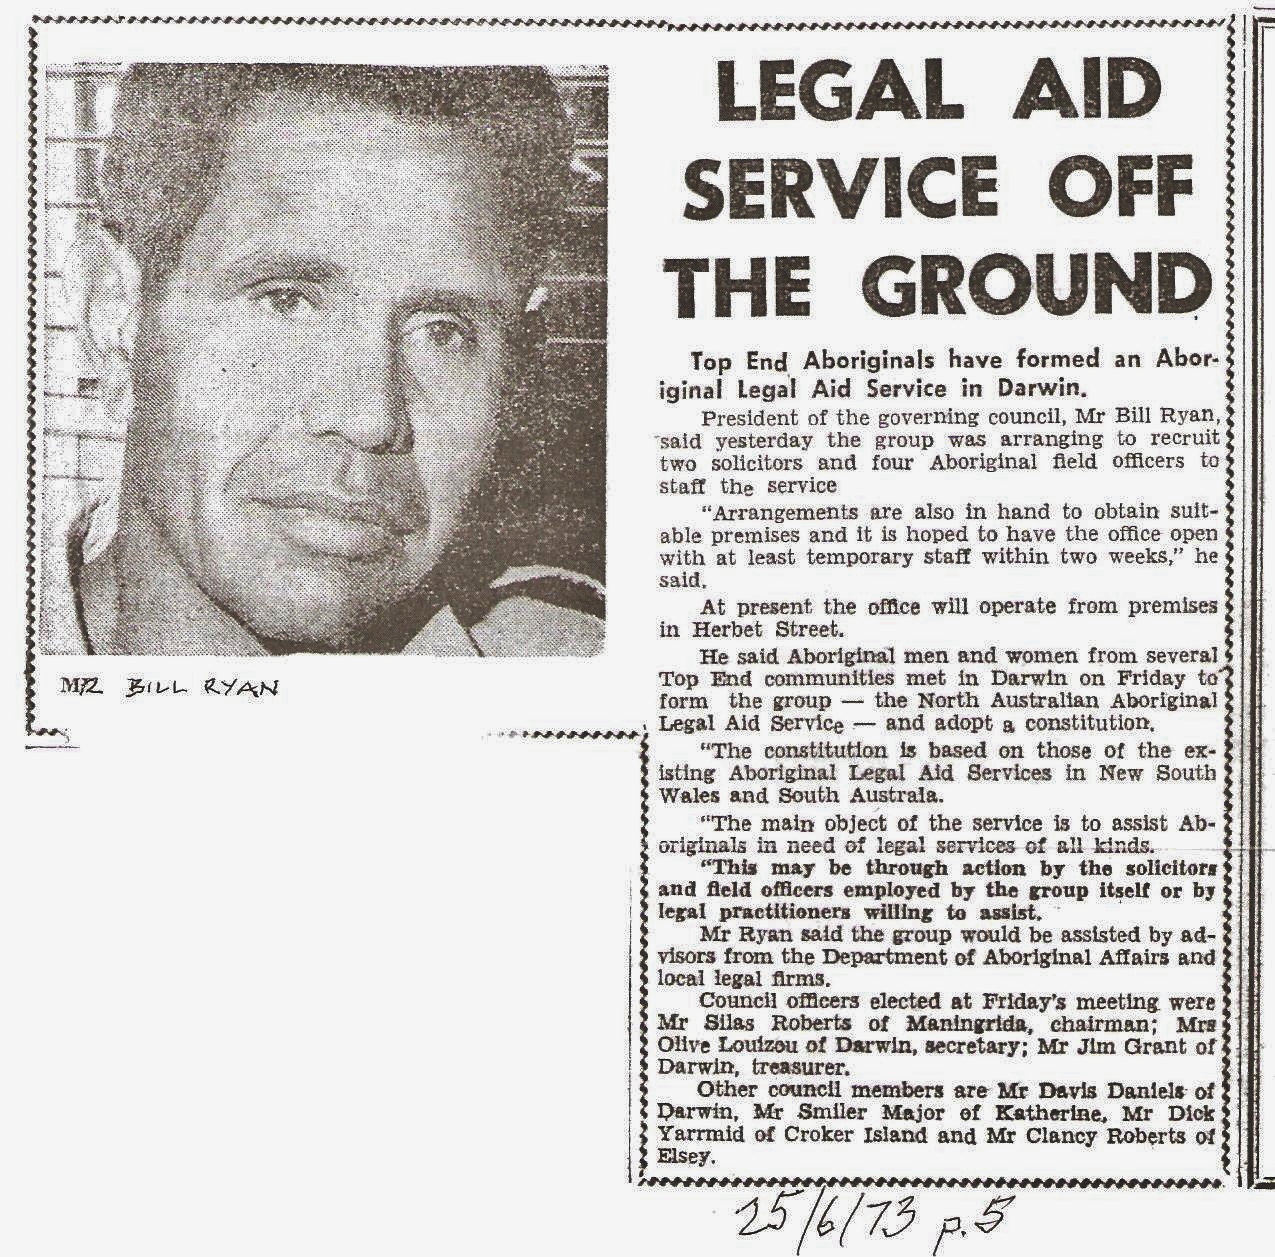 LEGAL AID
SERVICE OFF
THE GROUND
Top End Aboriginals have formed an Abor-
iginal Legal Aid Service in Darwin.
President of the governing council, Mr Bill Ryan,
said yesterday the group was arranging to recruit
two solicitors and four Aboriginal field officers to
staff the service
"Arrangements are also in hand to obtain suit-
able premises and it is hoped to have the office open
with at least temporary staff within two weeks," he
said.
At present the office will operate from premises
in Herbet Street.
He said Aboriginal men and women from several
Top End communities met in Darwin on Friday to
form the group — the North Australian Aboriginal
Legal Aid Service — and adopt a constitution.
"The constitution is based on those of the ex-
isting Aboriginal Legal Aid Services in New South
Wales and South Australa.
"The main object of the service is to assist Ab-
originals in need of legal services of all kinds.
"This may be through action by the solicitors
and field officers employed by the group itself or by
legal practitioners willing to assist.
Mr Ryan said the group would be assisted by ad-
visors from the Department of Aboriginal Affairs and
local legal firms.
Council officers elected at Friday's meeting were
Mr Silas Roberts of Maningrida, chairman; Mrs
Olive Louizou of Darwin, secretary; Mr Jim Grant of
Darwin, treasurer.
Other council members are Mr Davis Daniels of
Darwin, Mr Smiler Major of Katherine, Mr Dick
Yarrmid of Croker Island and Mr Clancy Roberts of
Elsey.
MR BILL RYAN
25/6/73 p.5